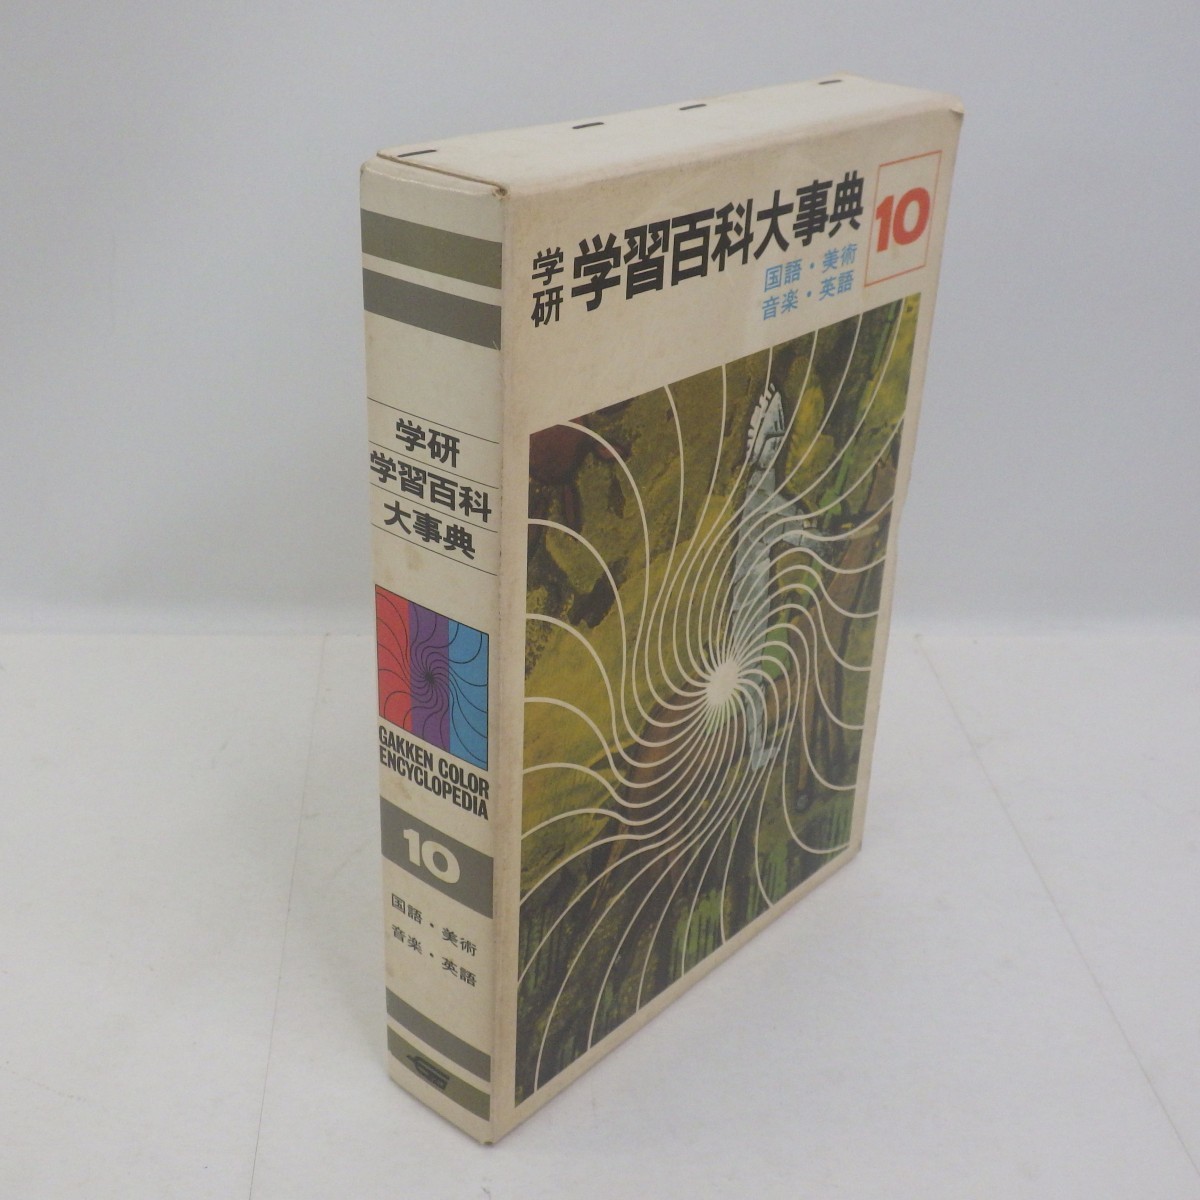 学研
学習百科大事典
10
国語・美術
音楽・英語
学研
学習百科
大事典
GAKKEN COLOR
ENCYCLOPEDIA
10
国語・美術
音楽・英語